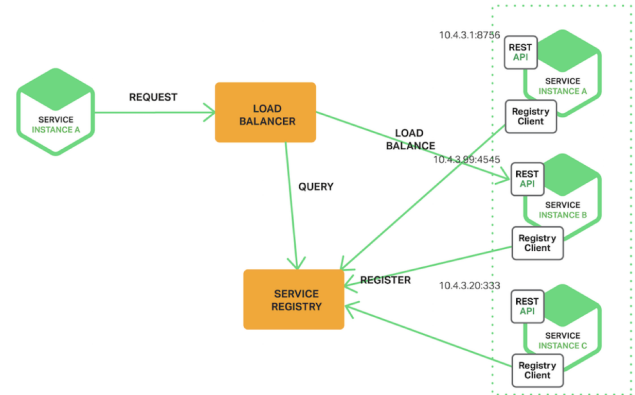 10.4.3.1:8756
REST
API
SERVICE
INSTANCE A
Registry
Client
SERVICE
INSTANCE A
REQUEST
LOAD
BALANCER
LOAD
BALANCE
10.4.3.99:4545
REST
API
SERVICE
INSTANCE B
Registry
Client
QUERY
SERVICE
REGISTRY
REGISTER
10.4.3.20:333
REST
API
SERVICE
INSTANCE C
Registry
Client